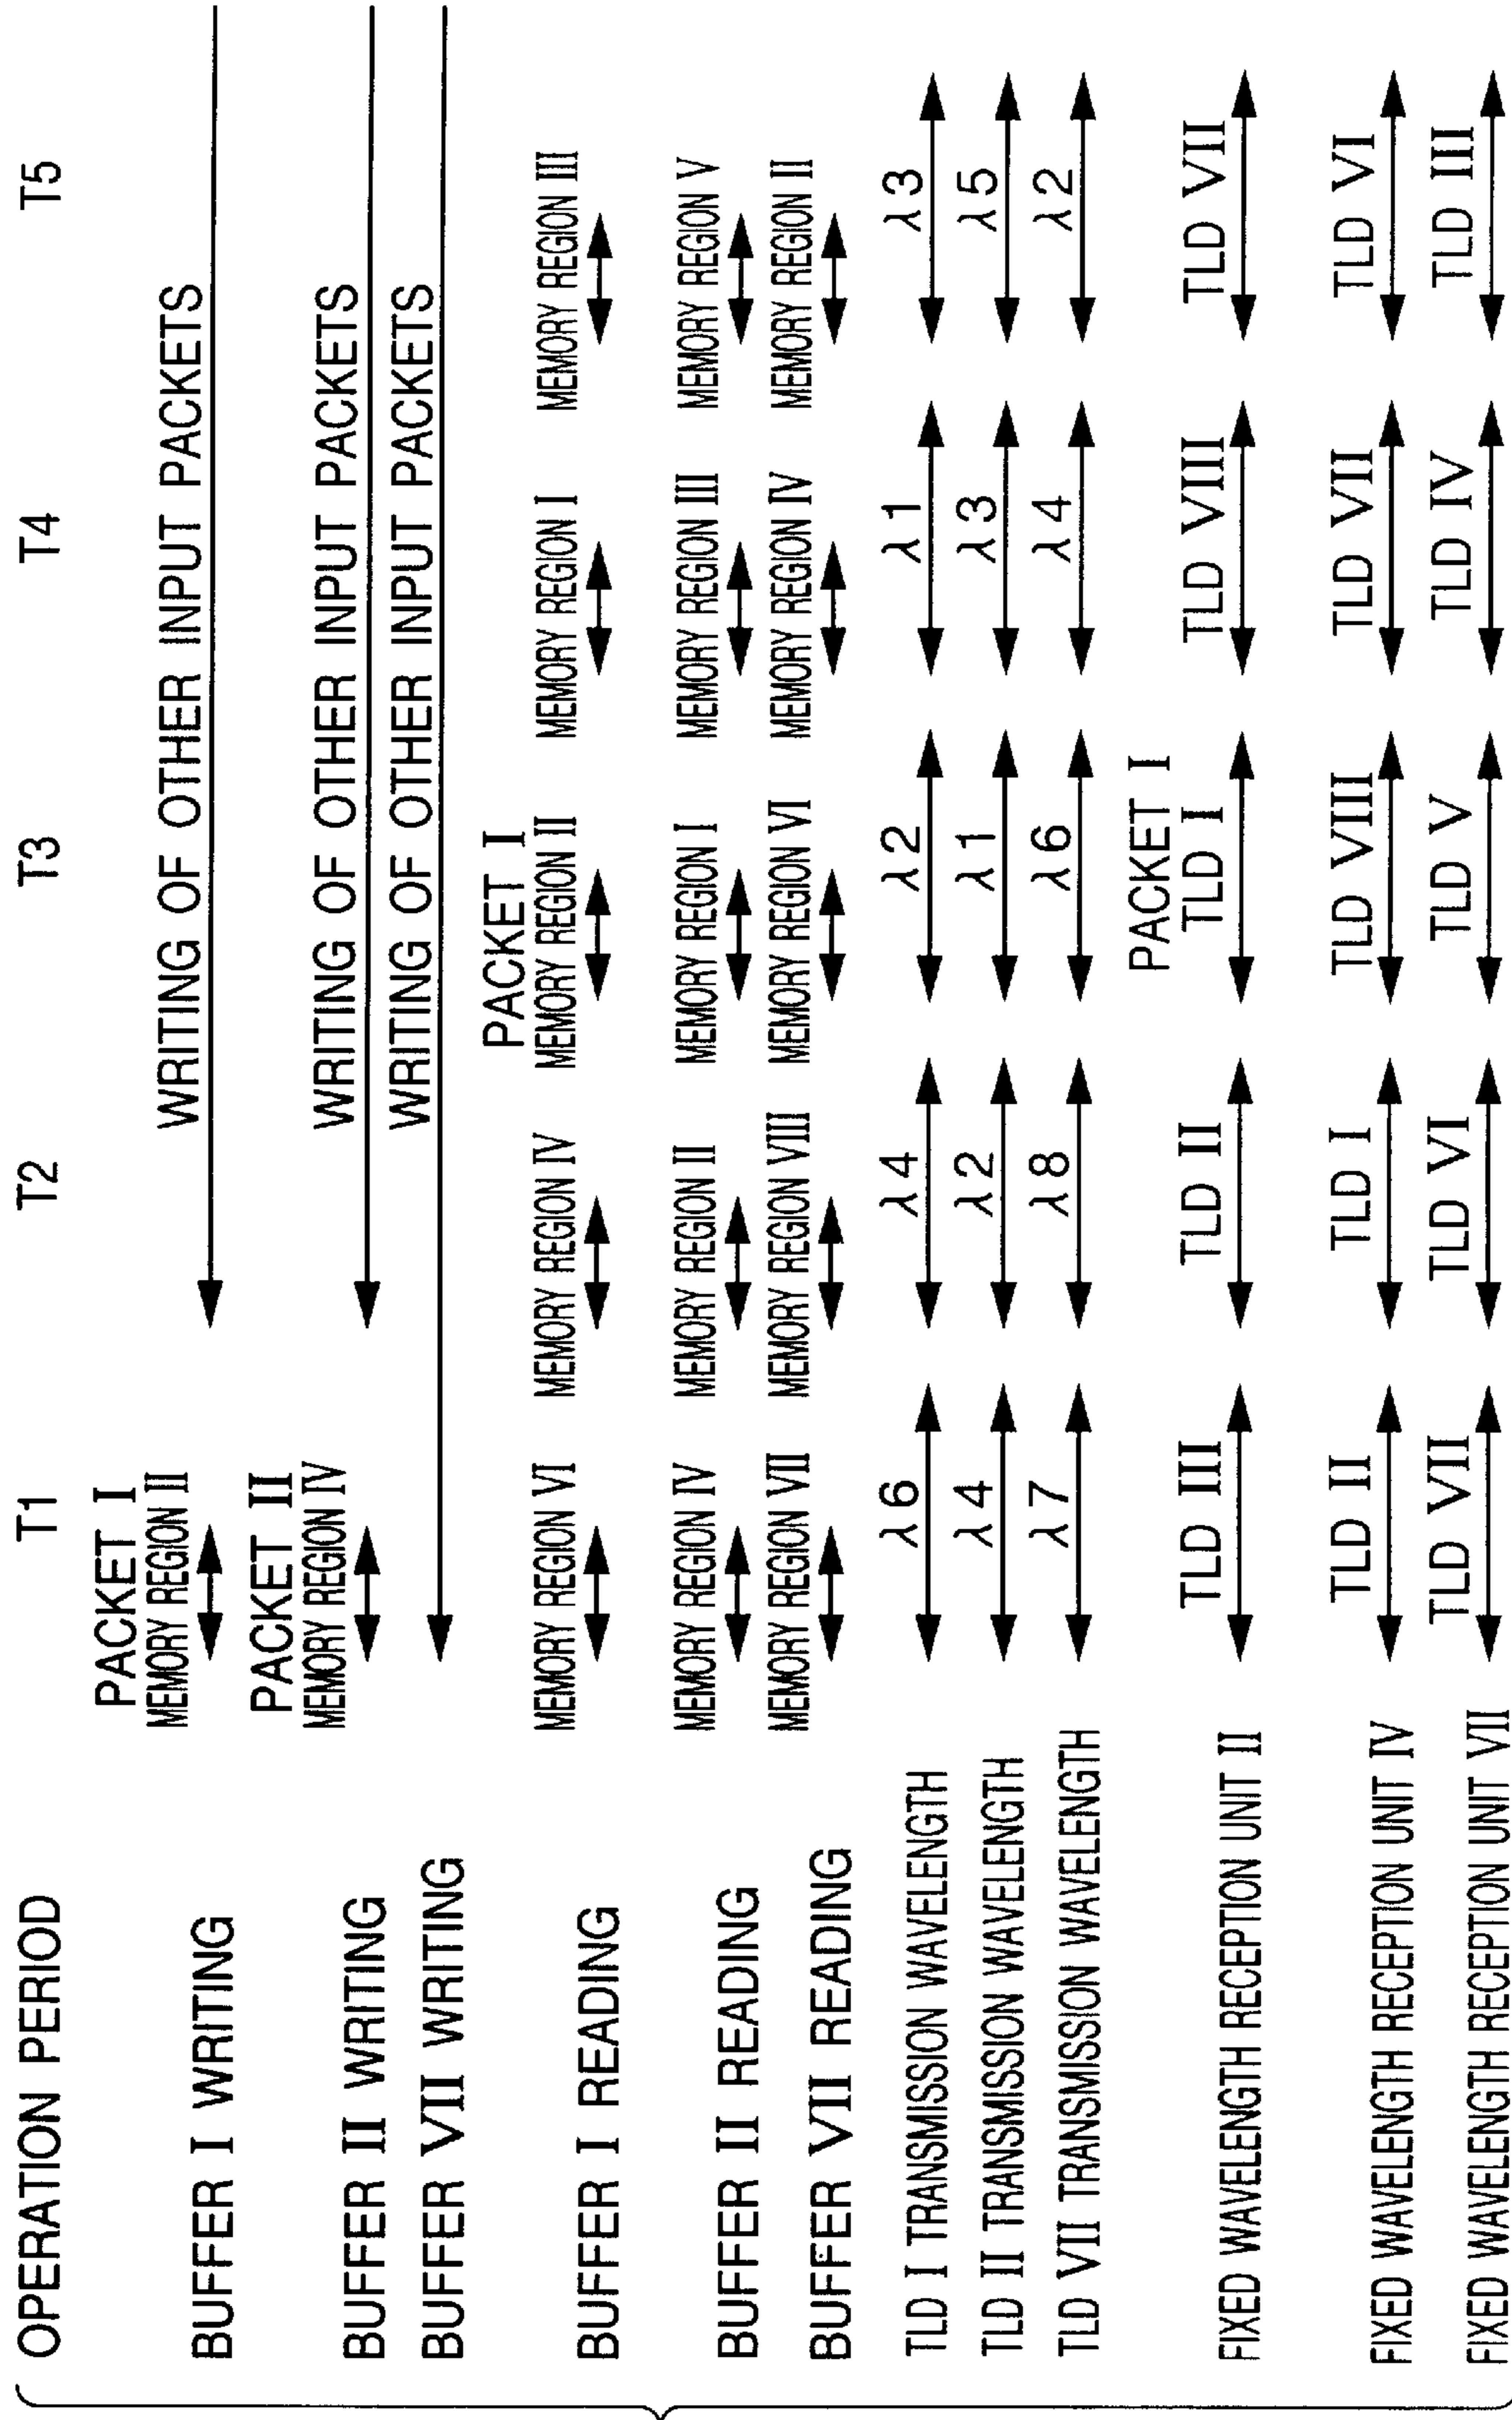 OPERATION PERIOD T1 T2 T3 T4 T5
PACKET I
MEMORY REGION II WRITING OF OTHER INPUT PACKETS
BUFFER I WRITING
PACKET II
MEMORY REGION IV WRITING OF OTHER INPUT PACKETS
BUFFER II WRITING
WRITING OF OTHER INPUT PACKETS
BUFFER VII WRITING
PACKET I
MEMORY REGION VI MEMORY REGION IV MEMORY REGION II MEMORY REGION I MEMORY REGION III
BUFFER I READING
MEMORY REGION IV MEMORY REGION II MEMORY REGION I MEMORY REGION III MEMORY REGION V
BUFFER II READING
MEMORY REGION VII MEMORY REGION VIII MEMORY REGION VI MEMORY REGION IV MEMORY REGION II
BUFFER VII READING
TLD I TRANSMISSION WAVELENGTH λ6 λ4 λ2 λ1 λ3
TLD II TRANSMISSION WAVELENGTH λ4 λ2 λ1 λ3 λ5
TLD VII TRANSMISSION WAVELENGTH λ7 λ8 λ6 λ4 λ2
PACKET I
TLD III TLD II TLD I TLD VIII TLD VII
FIXED WAVELENGTH RECEPTION UNIT II
TLD II TLD I TLD VIII TLD VII TLD VI
FIXED WAVELENGTH RECEPTION UNIT IV
TLD VII TLD VI TLD V TLD IV TLD III
FIXED WAVELENGTH RECEPTION UNIT VII